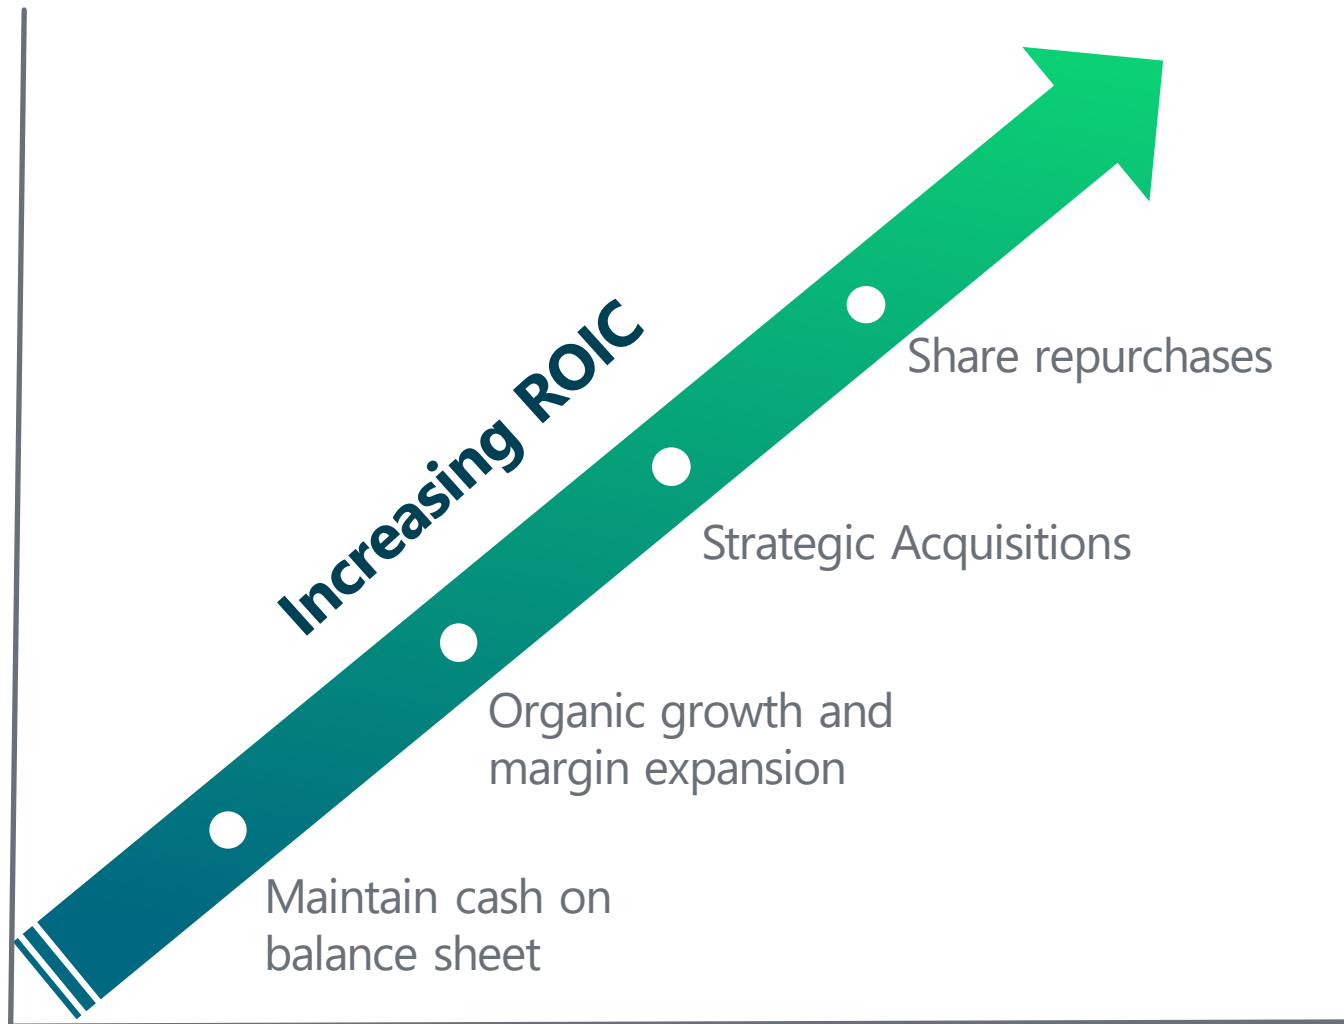 Increasing ROIC
Share repurchases
Strategic Acquisitions
Organic growth and
margin expansion
Maintain cash on
balance sheet